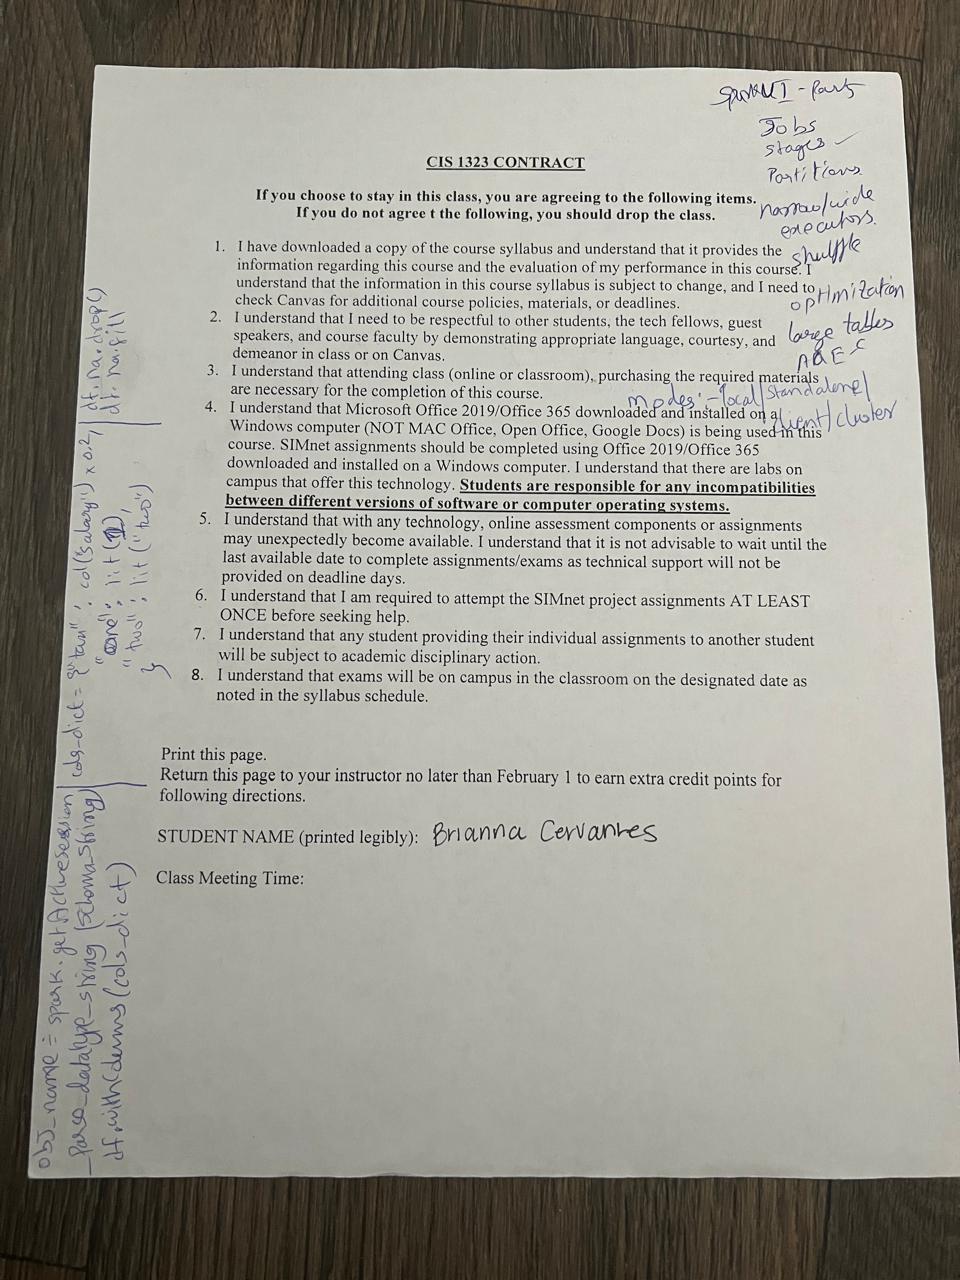 Jobs
stages
Partitions
narrow/wide
executors.
shuffle
optimization
large tables
AQE
modes:-local/standalone/
client/cluster
CIS 1323 CONTRACT
If you choose to stay in this class, you are agreeing to the following items.
If you do not agree t the following, you should drop the class.
1. I have downloaded a copy of the course syllabus and understand that it provides the
information regarding this course and the evaluation of my performance in this course. I
understand that the information in this course syllabus is subject to change, and I need to
check Canvas for additional course policies, materials, or deadlines.
2. I understand that I need to be respectful to other students, the tech fellows, guest
speakers, and course faculty by demonstrating appropriate language, courtesy, and
demeanor in class or on Canvas.
3. I understand that attending class (online or classroom), purchasing the required materials
are necessary for the completion of this course.
4. I understand that Microsoft Office 2019/Office 365 downloaded and installed on a
Windows computer (NOT MAC Office, Open Office, Google Docs) is being used in this
course. SIMnet assignments should be completed using Office 2019/Office 365
downloaded and installed on a Windows computer. I understand that there are labs on
campus that offer this technology. Students are responsible for any incompatibilities
between different versions of software or computer operating systems.
5. I understand that with any technology, online assessment components or assignments
may unexpectedly become available. I understand that it is not advisable to wait until the
last available date to complete assignments/exams as technical support will not be
provided on deadline days.
6. I understand that I am required to attempt the SIMnet project assignments AT LEAST
ONCE before seeking help.
7. I understand that any student providing their individual assignments to another student
will be subject to academic disciplinary action.
8. I understand that exams will be on campus in the classroom on the designated date as
noted in the syllabus schedule.
Print this page.
Return this page to your instructor no later than February 1 to earn extra credit points for
following directions.
STUDENT NAME (printed legibly): Brianna Cervantes
Class Meeting Time:
obj_name = spark.getActiveSession
_parse_datatype_string (schema_string)
df.with (cols_dict)
cols_dict = { : col("salary") x 0.2,
"one": lit(1),
"two": lit("two")
}
df.na.drop()
df.na.fill